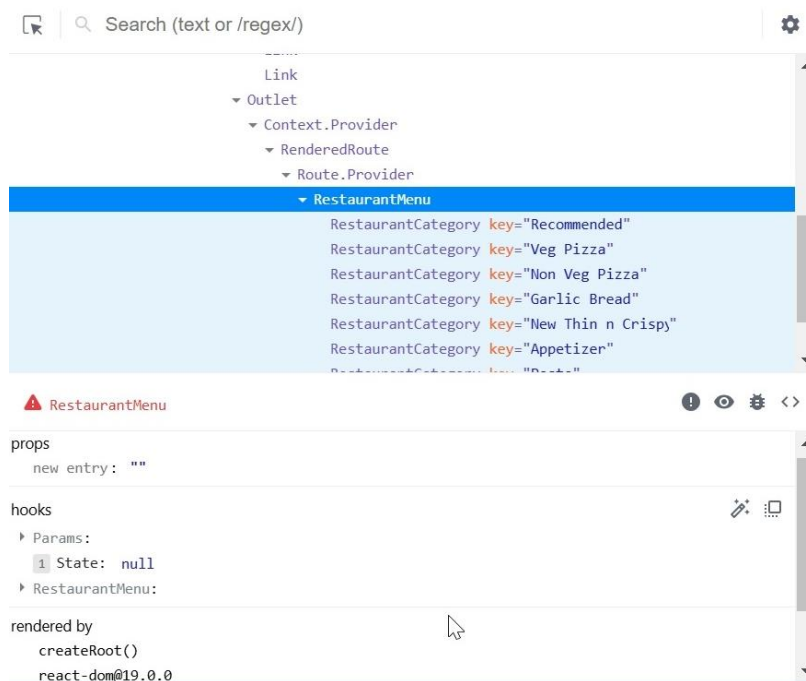 Search (text or /regex/)
Link
Outlet
Context.Provider
RenderedRoute
Route.Provider
RestaurantMenu
RestaurantCategory key="Recommended"
RestaurantCategory key="Veg Pizza"
RestaurantCategory key="Non Veg Pizza"
RestaurantCategory key="Garlic Bread"
RestaurantCategory key="New Thin n Crispy"
RestaurantCategory key="Appetizer"
RestaurantMenu
props
new entry: ""
hooks
Params:
1 State: null
RestaurantMenu:
rendered by
createRoot()
react-dom@19.0.0